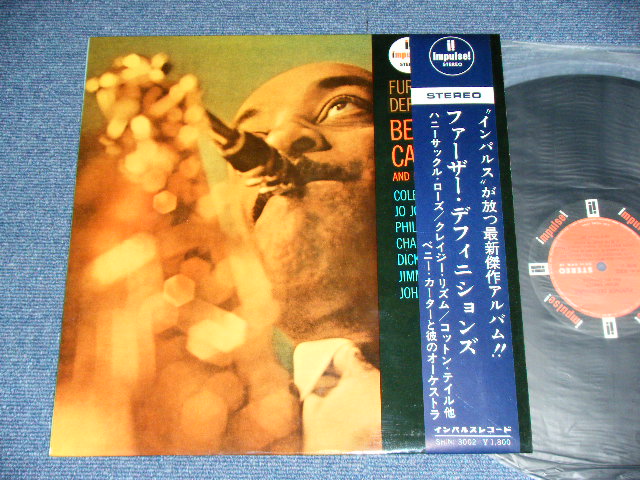 impulse!
STEREO
STEREO
"インパルス"が放つ最新傑作アルバム!!
ファーザー・デフィニションズ
ハニーサックル・ローズ/クレイジー・リズム/コットン・テイル他
ベニー・カーターと彼のオーケストラ
インパルスレコード
SH- 3002 ¥1,800
FUR
DEF
BE
CA
AND
COLE
JO JO
PHIL
CHA
DICK
JIMM
JOH
impulse!
impulse!
STEREO